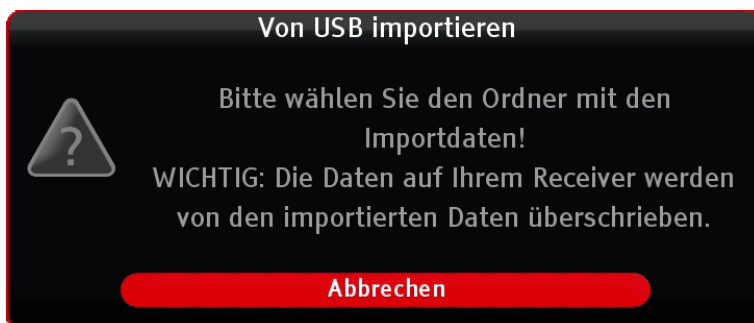 Von USB importieren
Bitte wählen Sie den Ordner mit den
Importdaten!
WICHTIG: Die Daten auf Ihrem Receiver werden
von den importierten Daten überschrieben.
?
Abbrechen